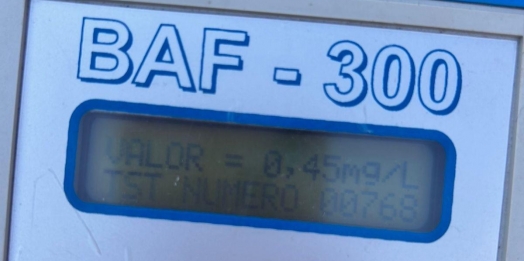 BAF - 300
VALOR = 0,45mg/L
TST NUMERO 00768